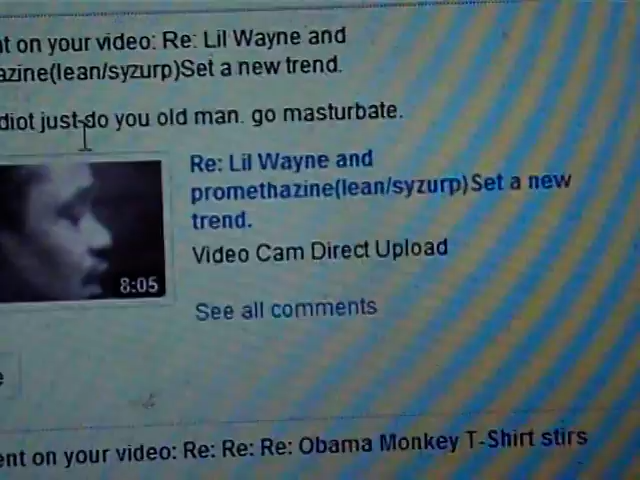 nt on your video: Re: Lil Wayne and
azine(lean/syzurp)Set a new trend.
diot just do you old man. go masturbate.
Re: Lil Wayne and
promethazine(lean/syzurp)Set a new
trend.
Video Cam Direct Upload
8:05
See all comments
e
ent on your video: Re: Re: Re: Obama Monkey T-Shirt stirs